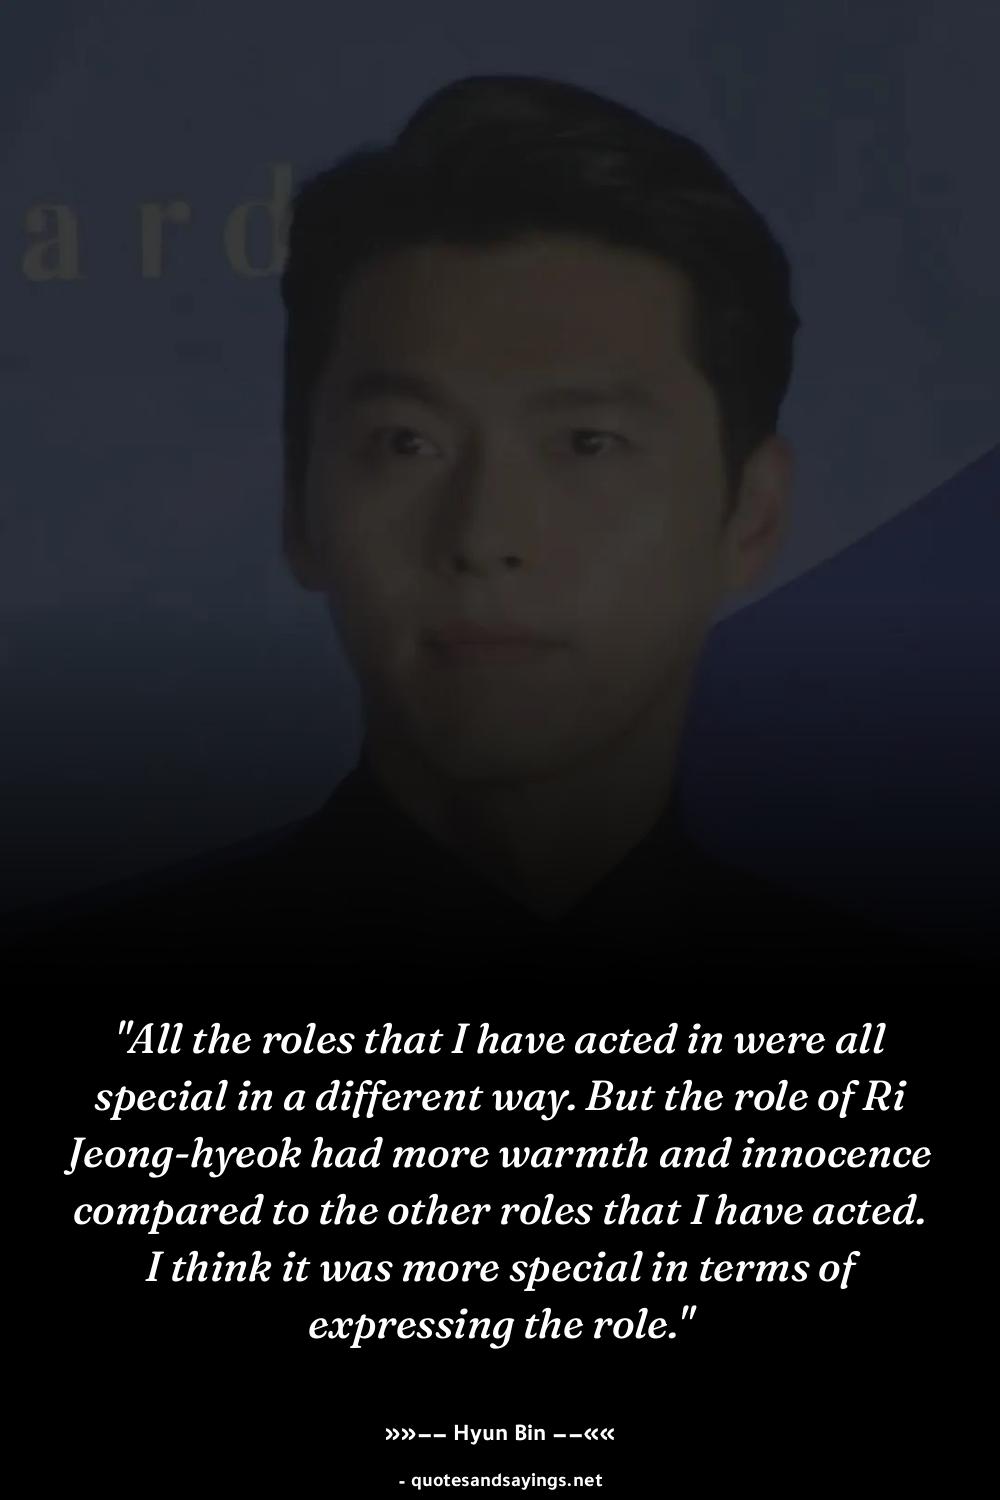 ard
"All the roles that I have acted in were all
special in a different way. But the role of Ri
Jeong-hyeok had more warmth and innocence
compared to the other roles that I have acted.
I think it was more special in terms of
expressing the role."
»»–– Hyun Bin ––««
- quotesandsayings.net